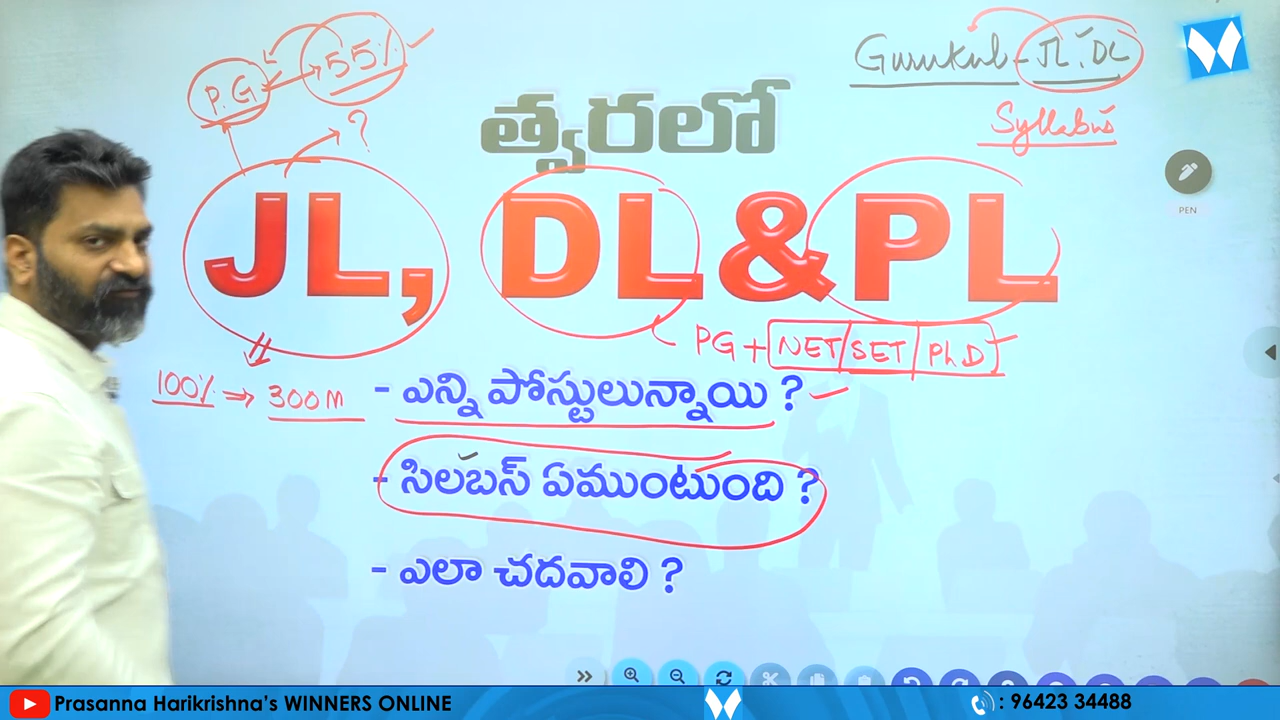 P.G 55%
Gurukul - JL, DL
Syllabus
త్వరలో
?
PEN
JL, DL & PL
PG + NET/SET/Ph.D
100% ⇒ 300M
- ఎన్ని పోస్టులున్నాయి ?
- సిలబస్ ఏముంటుంది ?
- ఎలా చదవాలి ?
Prasanna Harikrishna's WINNERS ONLINE
: 96423 34488